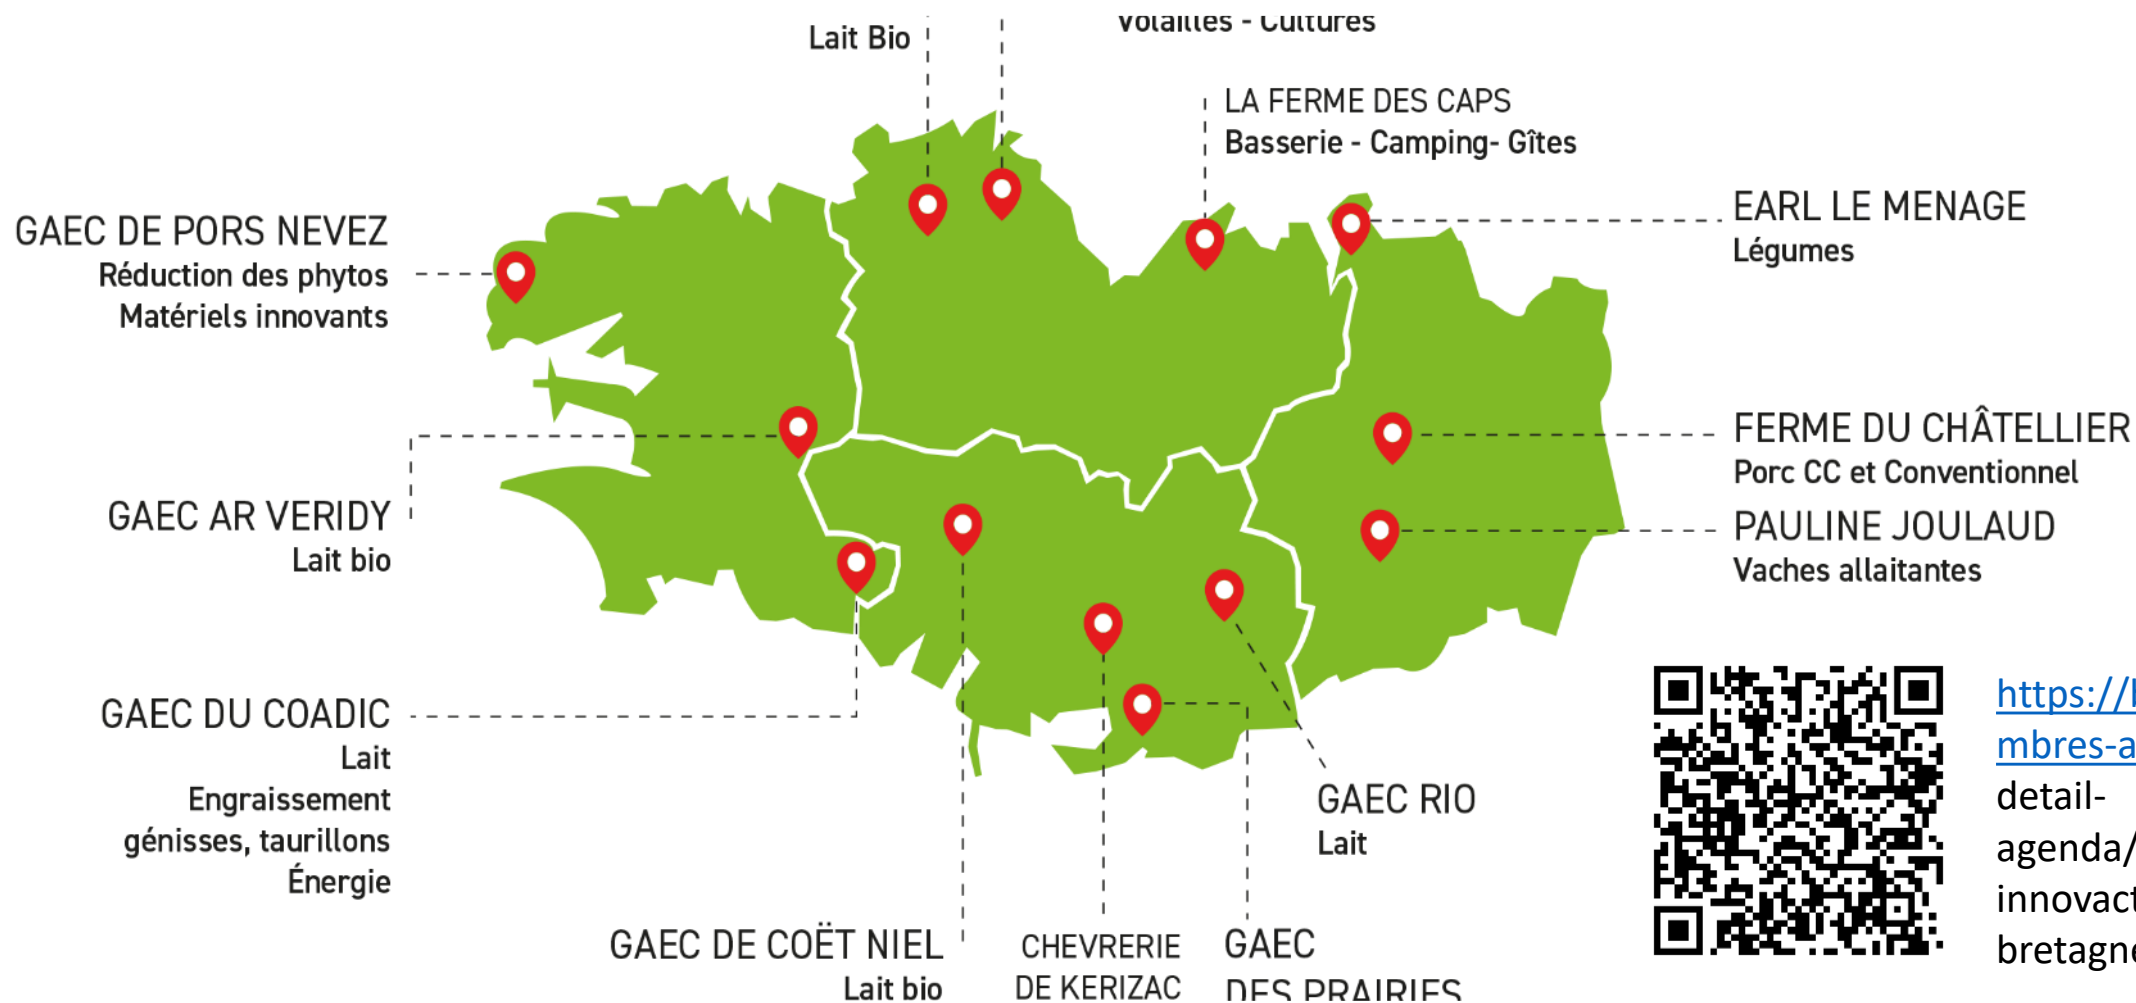 Lait Bio
Volailles - Cultures
LA FERME DES CAPS
Basserie - Camping- Gîtes
EARL LE MENAGE
Légumes
GAEC DE PORS NEVEZ
Réduction des phytos
Matériels innovants
FERME DU CHÂTELLIER
Porc CC et Conventionnel
PAULINE JOULAUD
Vaches allaitantes
GAEC AR VERIDY
Lait bio
GAEC DU COADIC
Lait
Engraissement
génisses, taurillons
Énergie
GAEC RIO
Lait
GAEC DE COËT NIEL
Lait bio
CHEVRERIE
DE KERIZAC
GAEC
DES PRAIRIES
https://
mbres-a
detail-
agenda/
innovact
bretagne